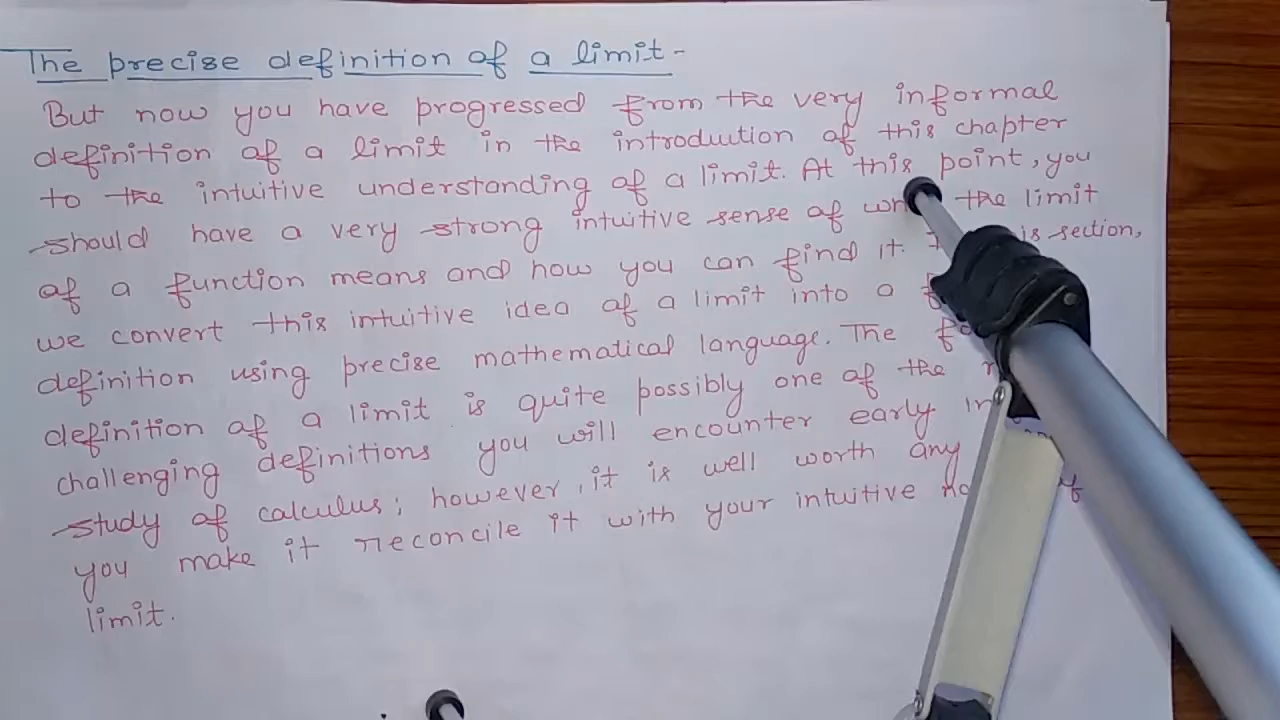 The precise definition of a limit-
But now you have progressed from the very informal
definition of a limit in the introduction of this chapter
to the intuitive understanding of a limit. At this point, you
should have a very strong intuitive sense of the limit
of a function means and how you can find it. is section,
we convert this intuitive idea of a limit into a
definition using precise mathematical language. The
definition of a limit is quite possibly one of the
challenging definitions you will encounter early in
study of calculus; however, it is well worth any
you make it reconcile it with your intuitive
limit.